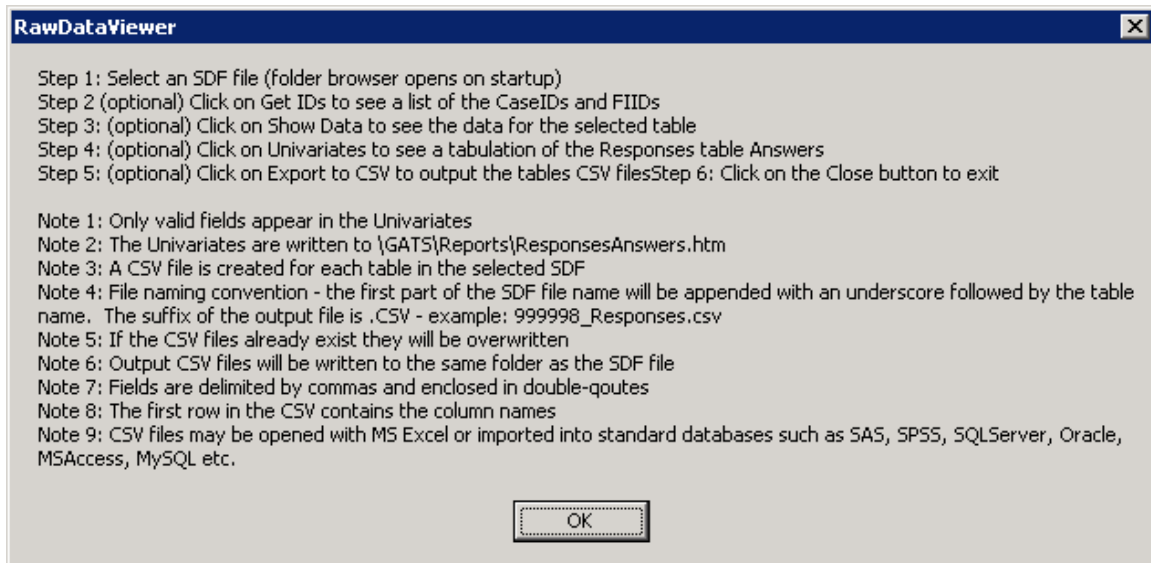 RawDataViewer
Step 1: Select an SDF file (folder browser opens on startup)
Step 2 (optional) Click on Get IDs to see a list of the CaseIDs and FIIDs
Step 3: (optional) Click on Show Data to see the data for the selected table
Step 4: (optional) Click on Univariates to see a tabulation of the Responses table Answers
Step 5: (optional) Click on Export to CSV to output the tables CSV filesStep 6: Click on the Close button to exit
Note 1: Only valid fields appear in the Univariates
Note 2: The Univariates are written to \GATS\Reports\ResponsesAnswers.htm
Note 3: A CSV file is created for each table in the selected SDF
Note 4: File naming convention - the first part of the SDF file name will be appended with an underscore followed by the table
name.  The suffix of the output file is .CSV - example: 999998_Responses.csv
Note 5: If the CSV files already exist they will be overwritten
Note 6: Output CSV files will be written to the same folder as the SDF file
Note 7: Fields are delimited by commas and enclosed in double-qoutes
Note 8: The first row in the CSV contains the column names
Note 9: CSV files may be opened with MS Excel or imported into standard databases such as SAS, SPSS, SQLServer, Oracle,
MSAccess, MySQL etc.
OK